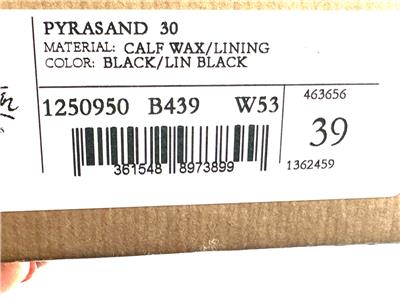 PYRASAND 30
MATERIAL: CALF WAX/LINING
COLOR: BLACK/LIN BLACK
1250950 B439 W53
463656
39
1362459
361548 8973899